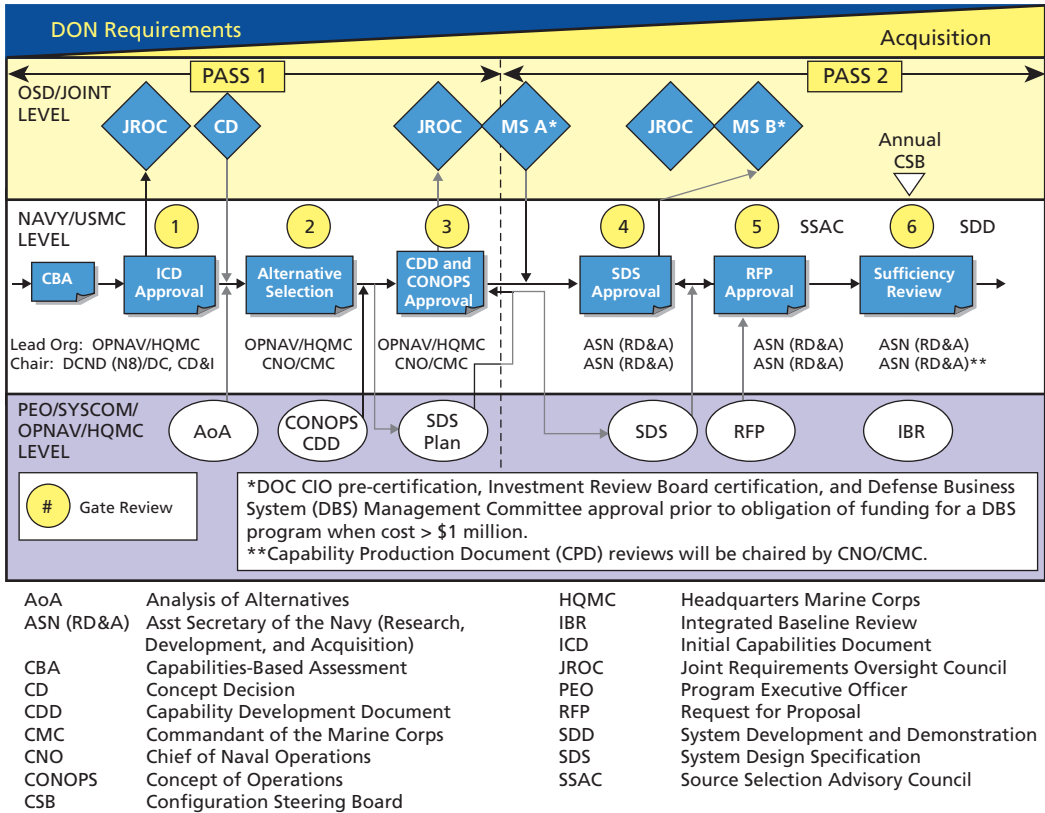 DON Requirements
Acquisition
PASS 1
PASS 2
OSD/JOINT
LEVEL
JROC
CD
JROC
MS A*
JROC
MS B*
Annual
CSB
NAVY/USMC
LEVEL
1
2
3
4
5
SSAC
6
SDD
CBA
ICD
Approval
Alternative
Selection
CDD and
CONOPS
Approval
SDS
Approval
RFP
Approval
Sufficiency
Review
Lead Org: OPNAV/HQMC
Chair: DCND (N8)/DC, CD&I
OPNAV/HQMC
CNO/CMC
OPNAV/HQMC
CNO/CMC
ASN (RD&A)
ASN (RD&A)
ASN (RD&A)
ASN (RD&A)
ASN (RD&A)
ASN (RD&A)**
PEO/SYSCOM/
OPNAV/HQMC
LEVEL
AoA
CONOPS
CDD
SDS
Plan
SDS
RFP
IBR
# Gate Review
*DOC CIO pre-certification, Investment Review Board certification, and Defense Business
System (DBS) Management Committee approval prior to obligation of funding for a DBS
program when cost > $1 million.
**Capability Production Document (CPD) reviews will be chaired by CNO/CMC.
AoA Analysis of Alternatives
ASN (RD&A) Asst Secretary of the Navy (Research,
Development, and Acquisition)
CBA Capabilities-Based Assessment
CD Concept Decision
CDD Capability Development Document
CMC Commandant of the Marine Corps
CNO Chief of Naval Operations
CONOPS Concept of Operations
CSB Configuration Steering Board
HQMC Headquarters Marine Corps
IBR Integrated Baseline Review
ICD Initial Capabilities Document
JROC Joint Requirements Oversight Council
PEO Program Executive Officer
RFP Request for Proposal
SDD System Development and Demonstration
SDS System Design Specification
SSAC Source Selection Advisory Council